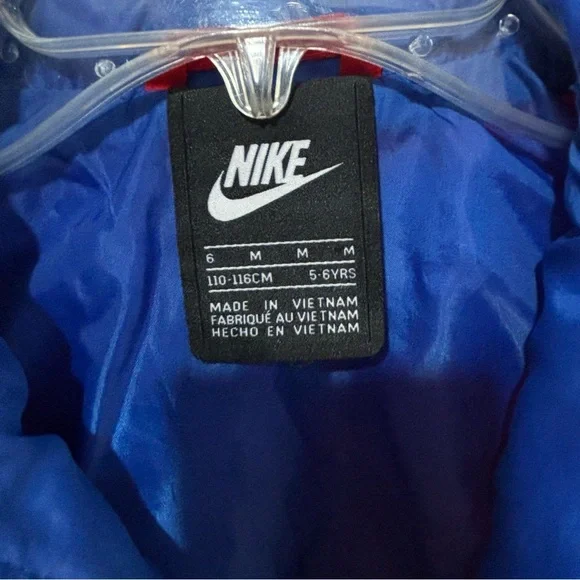 NIKE
6 M M M
110-116CM 5-6YRS
MADE IN VIETNAM
FABRIQUÉ AU VIETNAM
HECHO EN VIETNAM